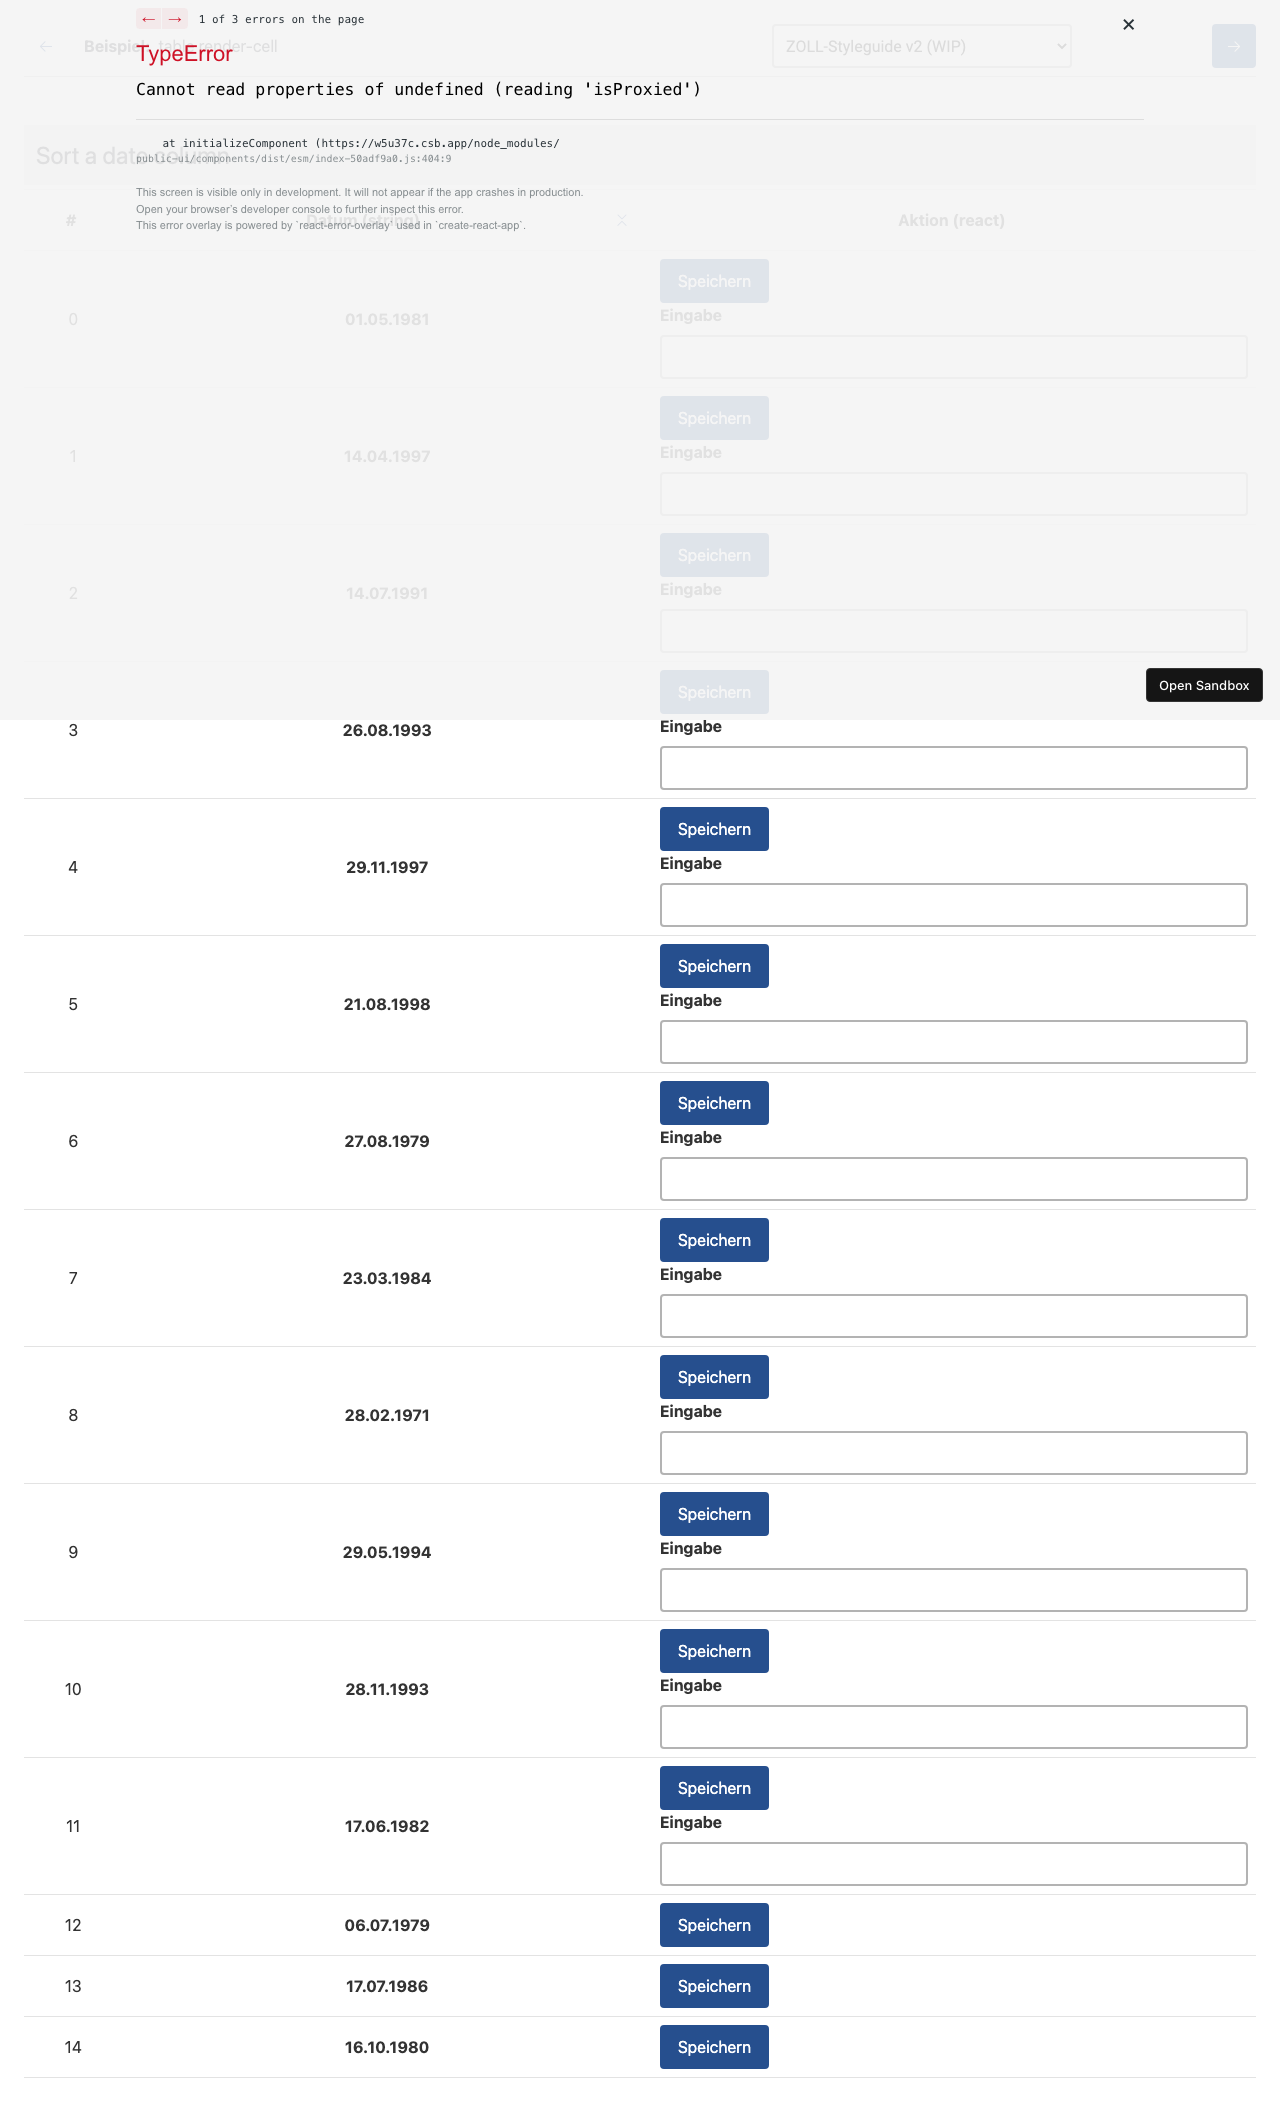 ← → 1 of 3 errors on the page
✕
← Beispiel table render-cell
ZOLL-Styleguide v2 (WIP)
→
TypeError
Cannot read properties of undefined (reading 'isProxied')
at initializeComponent (https://w5u37c.csb.app/node_modules/
public-ui/components/dist/esm/index-50adf9a0.js:404:9
Sort a date column
This screen is visible only in development. It will not appear if the app crashes in production.
Open your browser's developer console to further inspect this error.
This error overlay is powered by `react-error-overlay` used in `create-react-app`.
# Datum (string) Aktion (react)
Speichern
0 01.05.1981 Eingabe
Speichern
1 14.04.1997 Eingabe
Speichern
2 14.07.1991 Eingabe
Speichern
Open Sandbox
3 26.08.1993 Eingabe
Speichern
4 29.11.1997 Eingabe
Speichern
5 21.08.1998 Eingabe
Speichern
6 27.08.1979 Eingabe
Speichern
7 23.03.1984 Eingabe
Speichern
8 28.02.1971 Eingabe
Speichern
9 29.05.1994 Eingabe
Speichern
10 28.11.1993 Eingabe
Speichern
11 17.06.1982 Eingabe
12 06.07.1979 Speichern
13 17.07.1986 Speichern
14 16.10.1980 Speichern